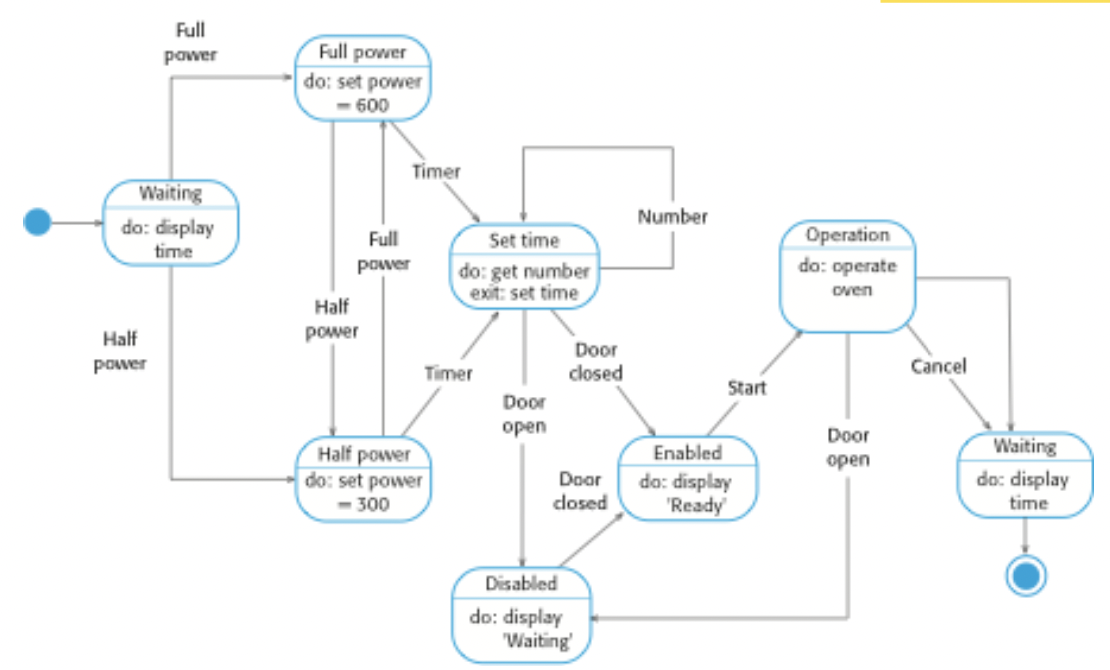 Full
power
Full power
do: set power
= 600
Timer
Waiting
do: display
time
Full
power
Number
Set time
do: get number
exit: set time
Operation
do: operate
oven
Half
power
Half
power
Timer
Door
closed
Door
open
Start
Cancel
Door
open
Half power
do: set power
= 300
Door
closed
Enabled
do: display
'Ready'
Waiting
do: display
time
Disabled
do: display
'Waiting'